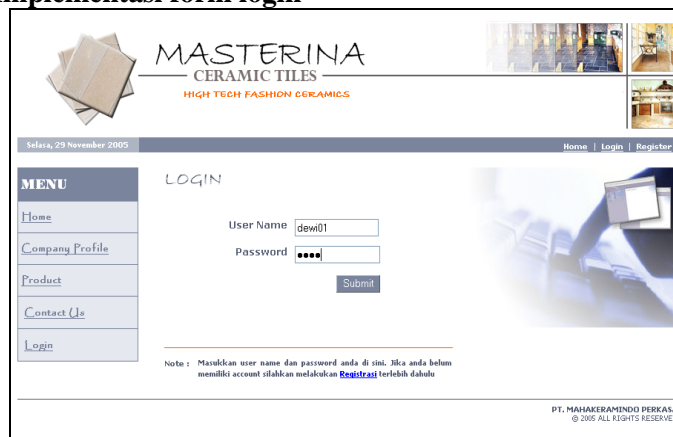 Implementasi form login
MASTERINA
CERAMIC TILES
HIGH TECH FASHION CERAMICS
Selasa, 29 November 2005
Home | Login | Register
MENU
Home
Company Profile
Product
Contact Us
Login
LOGIN
User Name dewi01
Password ●●●●
Submit
Note : Masukkan user name dan password anda di sini. Jika anda belum
memiliki account silahkan melakukan Registrasi terlebih dahulu
PT. MAHAKERAMINDO PERKASA
© 2005 ALL RIGHTS RESERVE